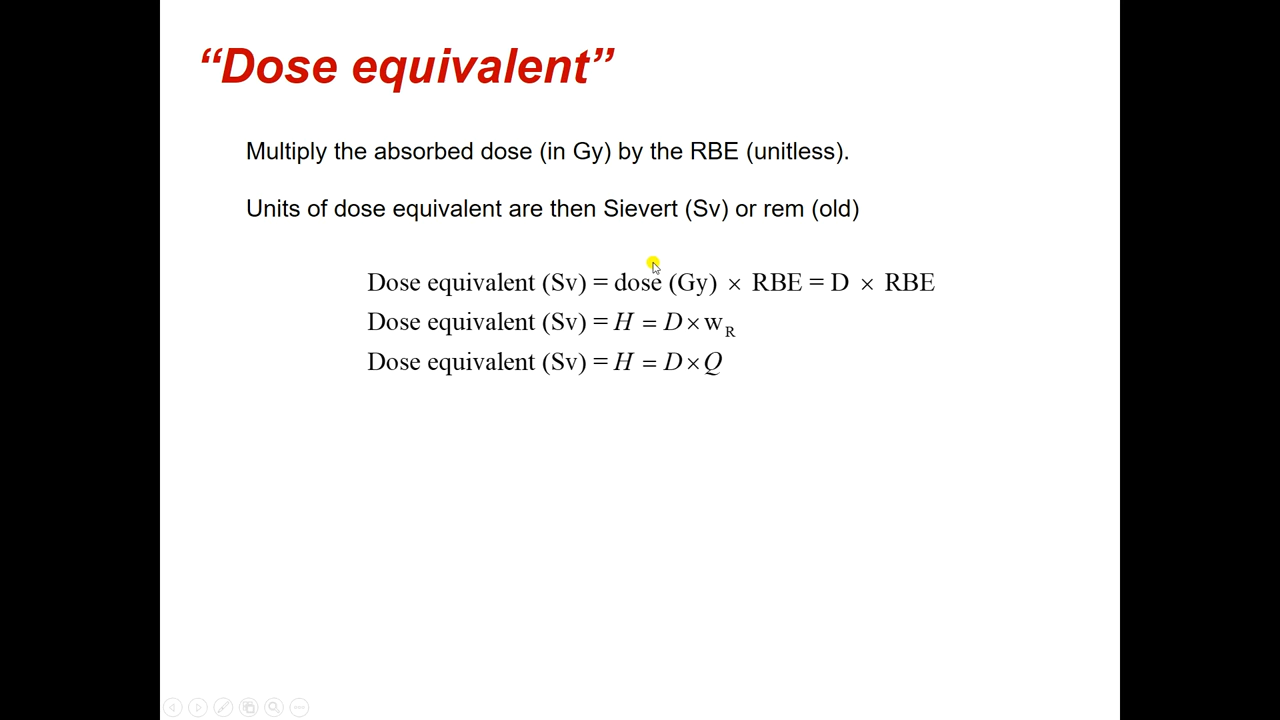 “Dose equivalent”
Multiply the absorbed dose (in Gy) by the RBE (unitless).
Units of dose equivalent are then Sievert (Sv) or rem (old)
Dose equivalent (Sv) = dose (Gy) × RBE = D × RBE
Dose equivalent (Sv) = H = D × w_R
Dose equivalent (Sv) = H = D × Q